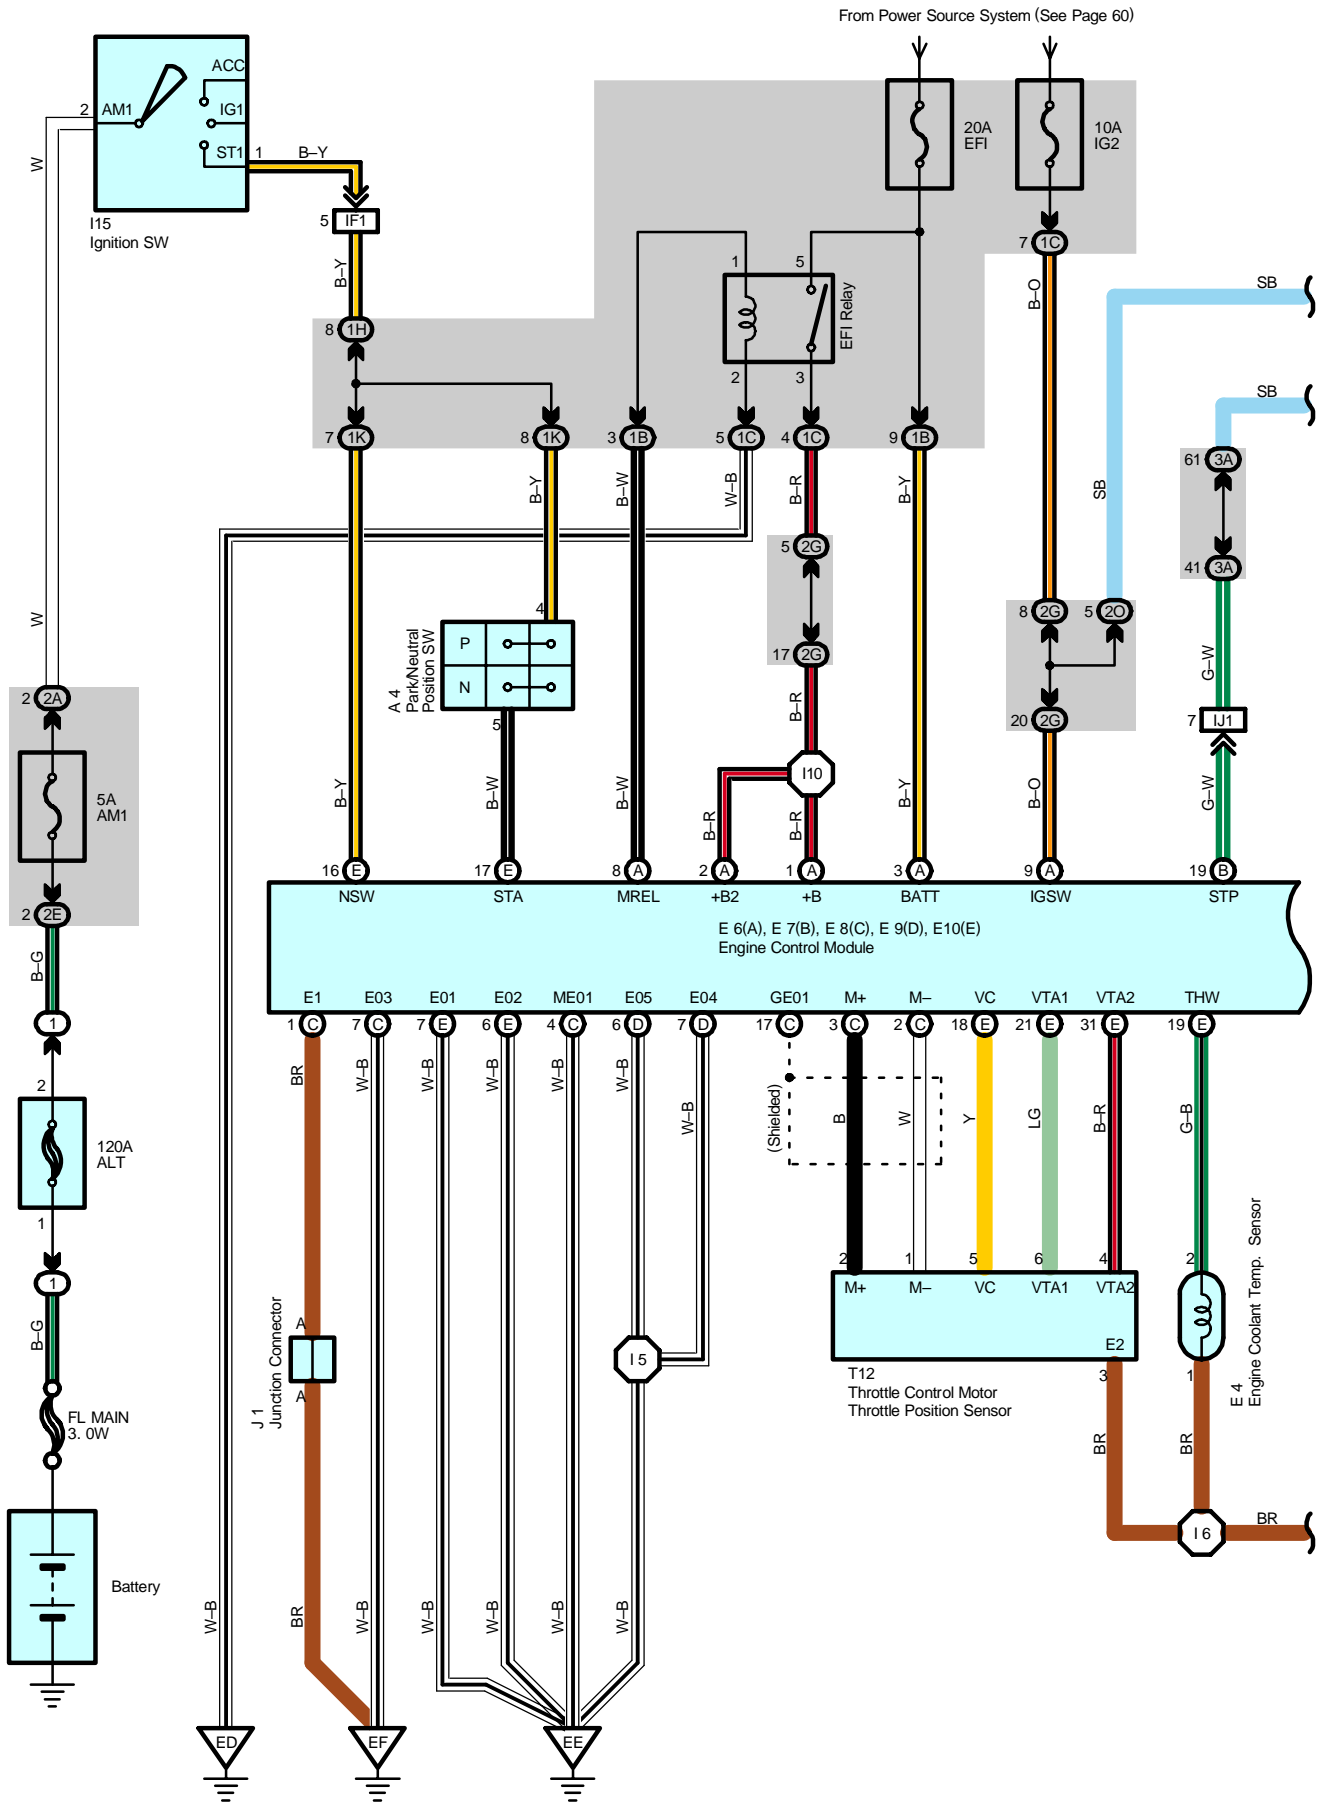 From Power Source System (See Page 60)
ACC
2 AM1 IG1
ST1 1 B–Y
I15
Ignition SW
W
5 IF1
B–Y
8 1H
20A
EFI
10A
IG2
7 1C
B–O
SB
1 5
EFI Relay
2 3
SB
7 1K
8 1K
3 1B
5 1C
4 1C
9 1B
61 3A
B–Y
B–W
W–B
B–R
B–Y
SB
5 2G
41 3A
W
4
A 4
Park/Neutral
Position SW
P
N
5
17 2G
8 2G
5 2O
G–W
20 2G
7 IJ1
2 2A
5A
AM1
2 2E
B–Y
B–W
B–W
B–R
I10
B–R
B–R
B–Y
B–O
G–W
16 E
17 E
8 A
2 A
1 A
3 A
9 A
19 B
NSW
STA
MREL
+B2
+B
BATT
IGSW
STP
E 6(A), E 7(B), E 8(C), E 9(D), E10(E)
Engine Control Module
B–G
E1
E03
E01
E02
ME01
E05
E04
GE01
M+
M–
VC
VTA1
VTA2
THW
1
1 C
7 C
7 E
6 E
4 C
6 D
7 D
17 C
3 C
2 C
18 E
21 E
31 E
19 E
BR
W–B
W–B
W–B
W–B
W–B
W–B
(Shielded)
B
W
Y
LG
B–R
G–B
2
120A
ALT
1
1
B–G
2
1
5
6
4
2
M+
M–
VC
VTA1
VTA2
E2
3
1
T12
Throttle Control Motor
Throttle Position Sensor
E 4
Engine Coolant Temp. Sensor
A
A
J 1
Junction Connector
I 5
FL MAIN
3. 0W
BR
BR
I 6
BR
Battery
W–B
BR
W–B
W–B
W–B
W–B
W–B
ED
EF
EE